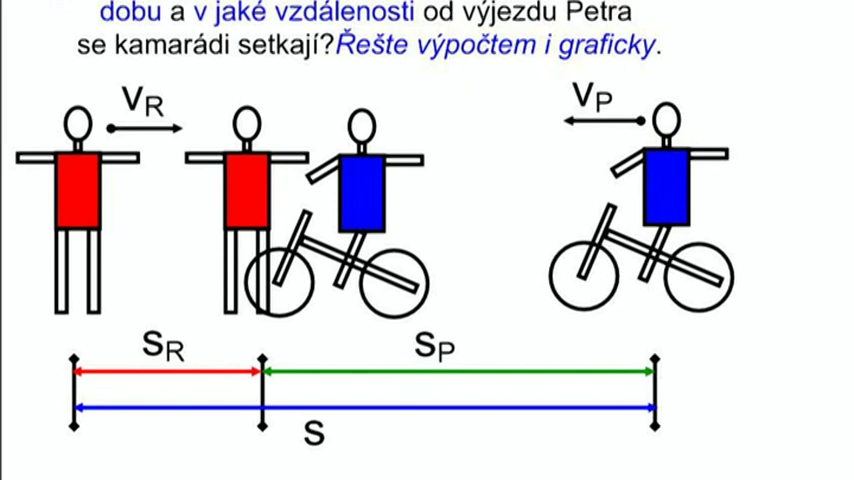 dobu a v jaké vzdálenosti od výjezdu Petra
se kamarádi setkají?Řešte výpočtem i graficky.
vR
vP
sR
sP
s